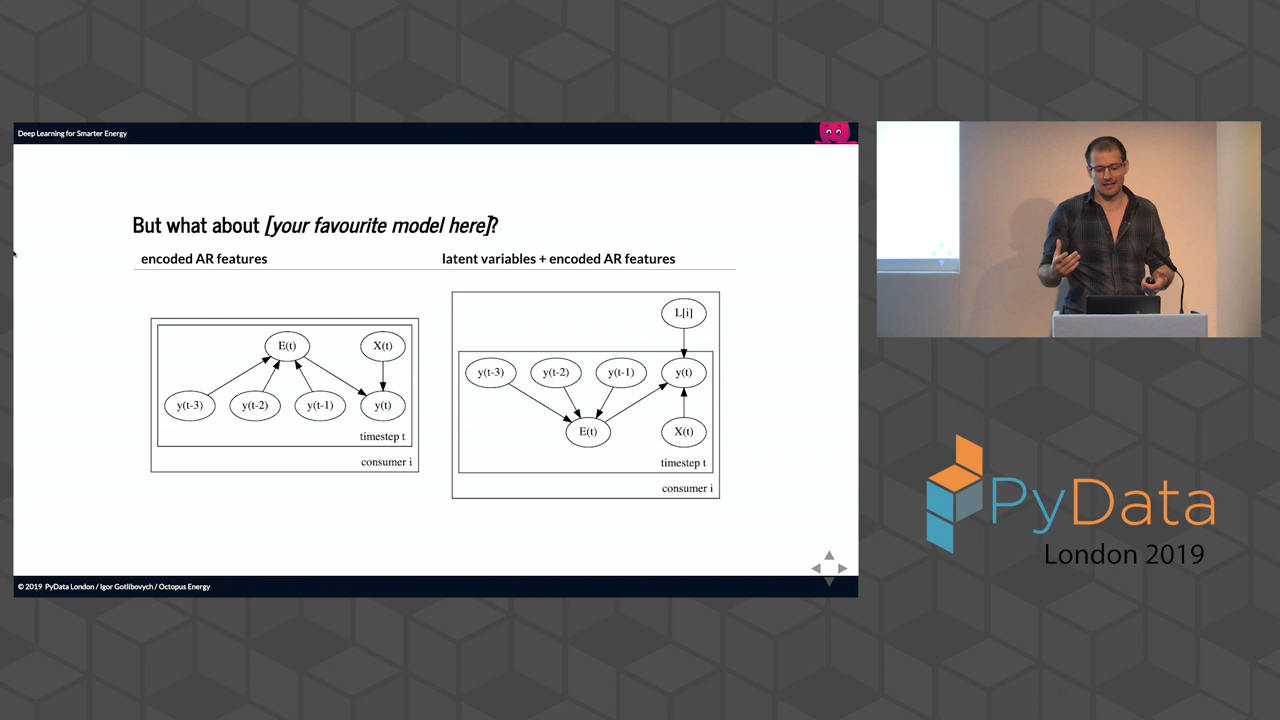 Deep Learning for Smarter Energy
But what about [your favourite model here]?
encoded AR features
E(t)
X(t)
y(t-3)
y(t-2)
y(t-1)
y(t)
timestep t
consumer i
latent variables + encoded AR features
L[i]
y(t-3)
y(t-2)
y(t-1)
y(t)
E(t)
X(t)
timestep t
consumer i
© 2019 PyData London / Igor Gotlibovych / Octopus Energy
PyData
London 2019